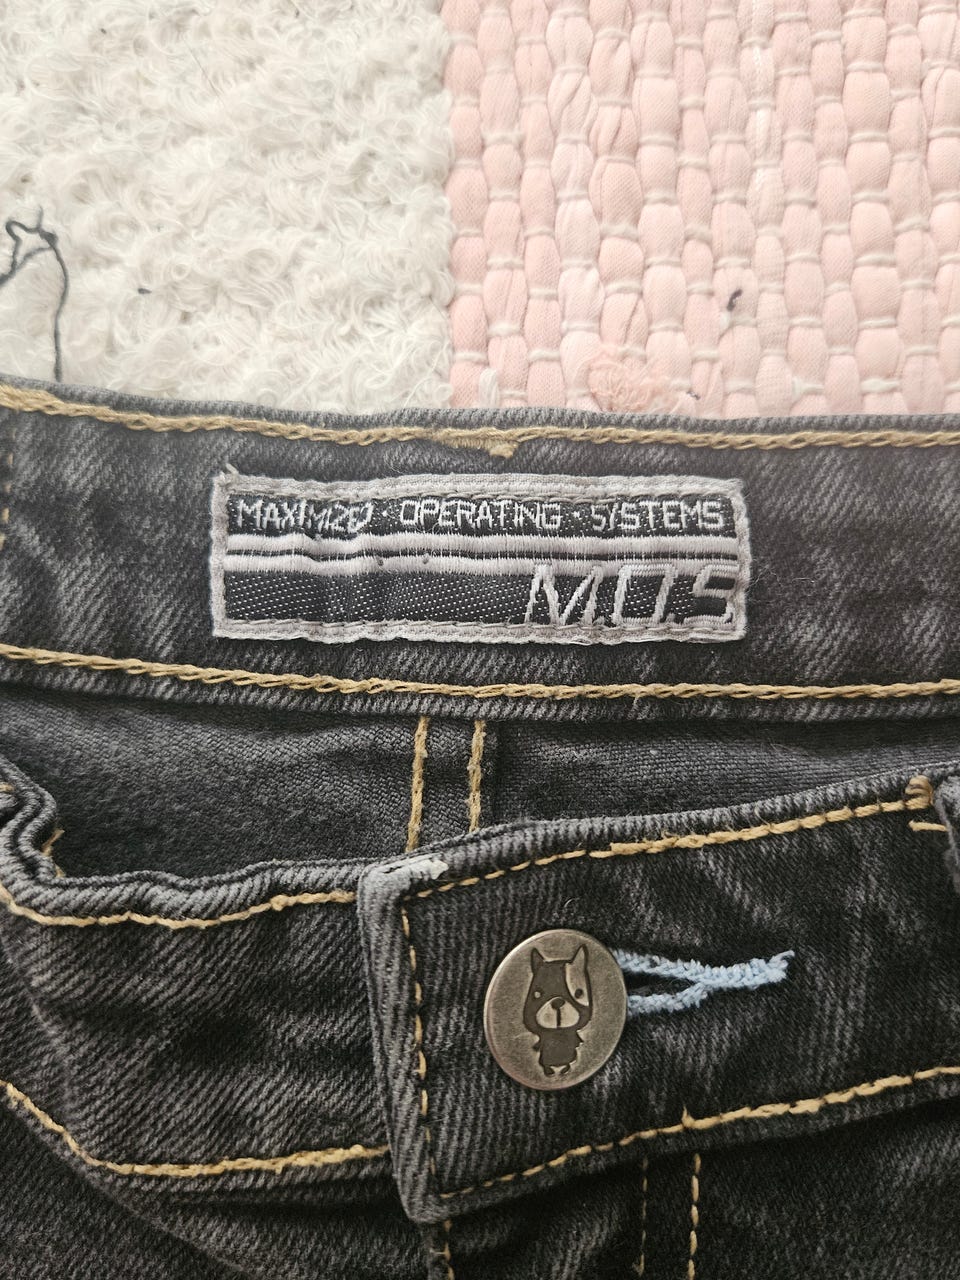 MAXIMIZED · OPERATING · SYSTEMS
M.O.S